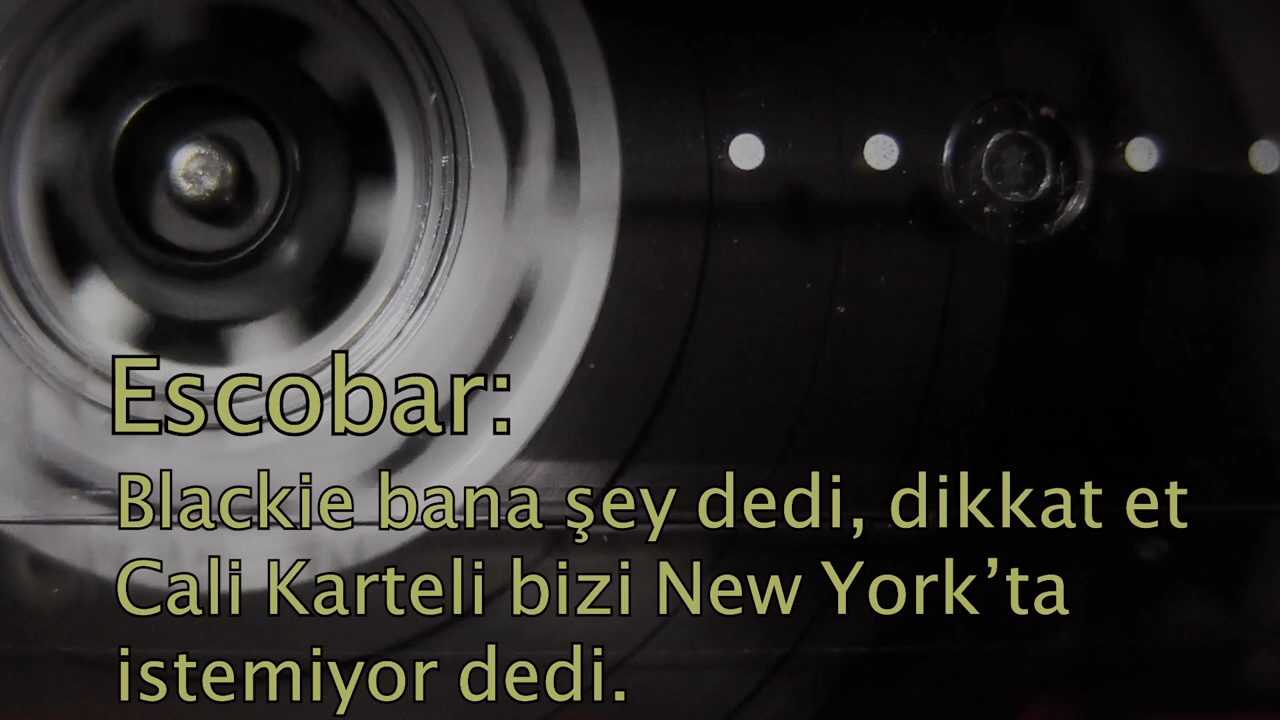 Escobar:
Blackie bana şey dedi, dikkat et
Cali Karteli bizi New York’ta
istemiyor dedi.